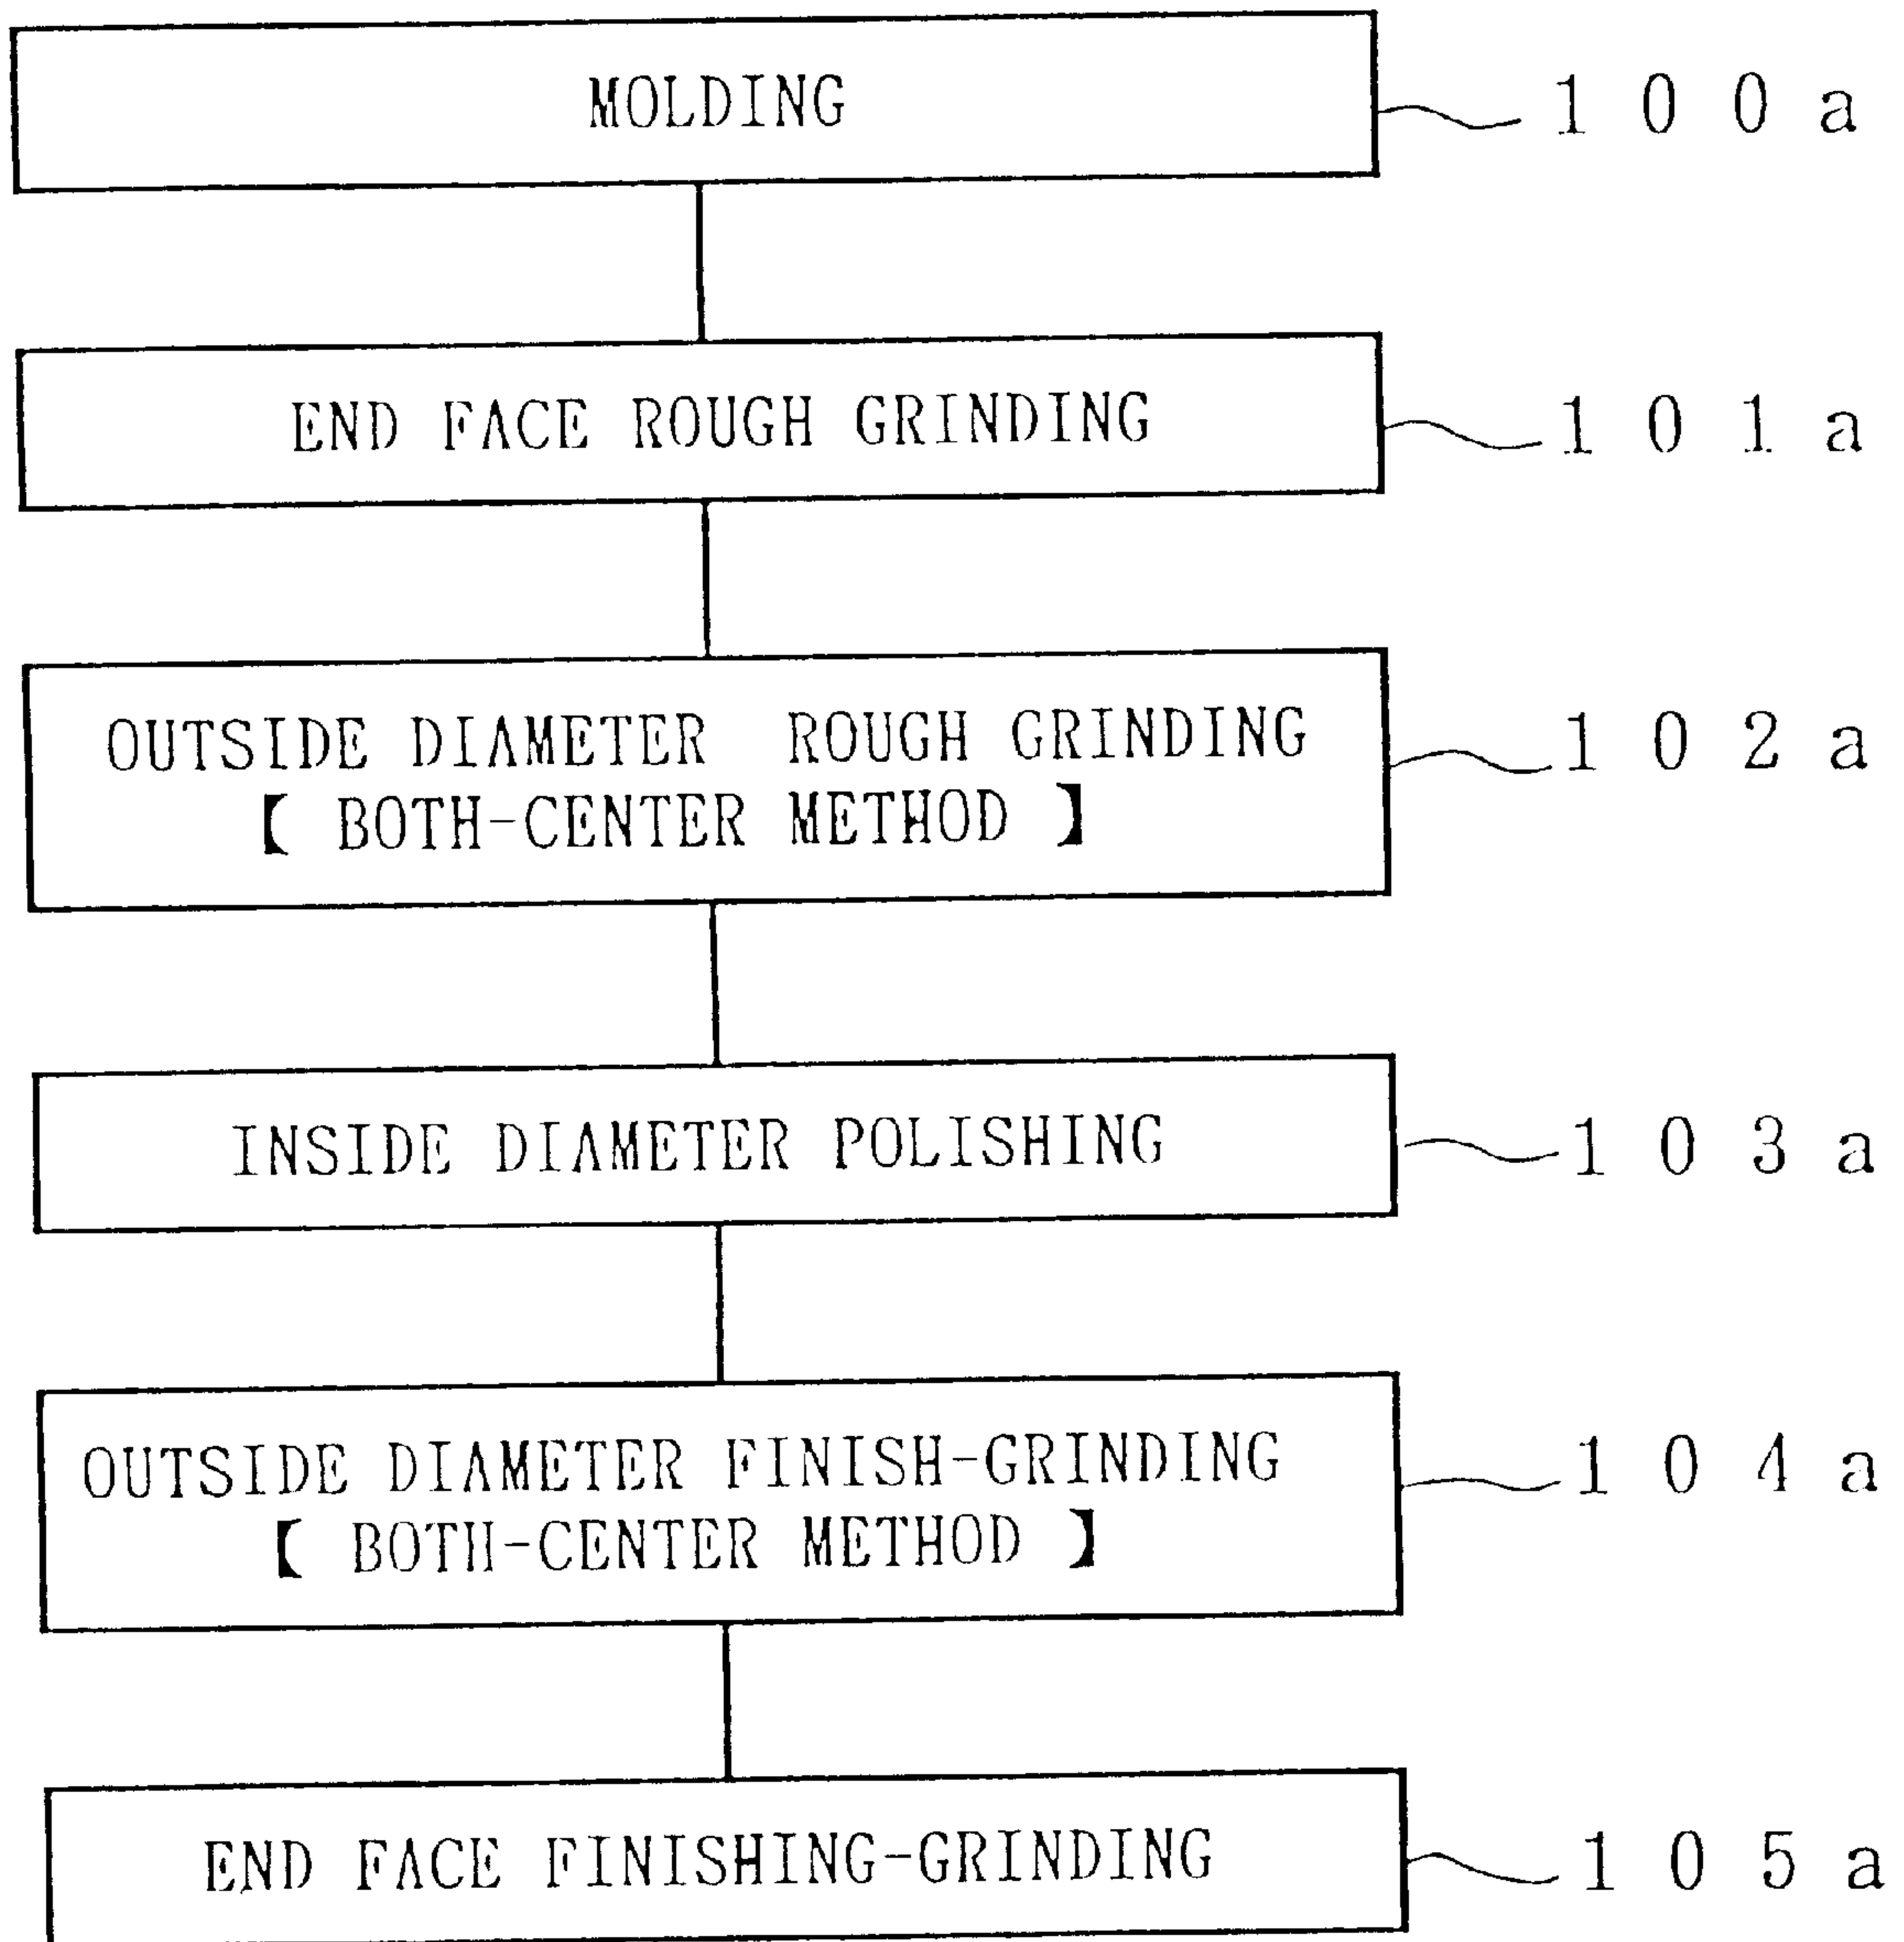 MOLDING
100a
END FACE ROUGH GRINDING
101a
OUTSIDE DIAMETER ROUGH GRINDING
102a
【 BOTH-CENTER METHOD 】
INSIDE DIAMETER POLISHING
103a
OUTSIDE DIAMETER FINISH-GRINDING
104a
【 BOTH-CENTER METHOD 】
END FACE FINISHING-GRINDING
105a